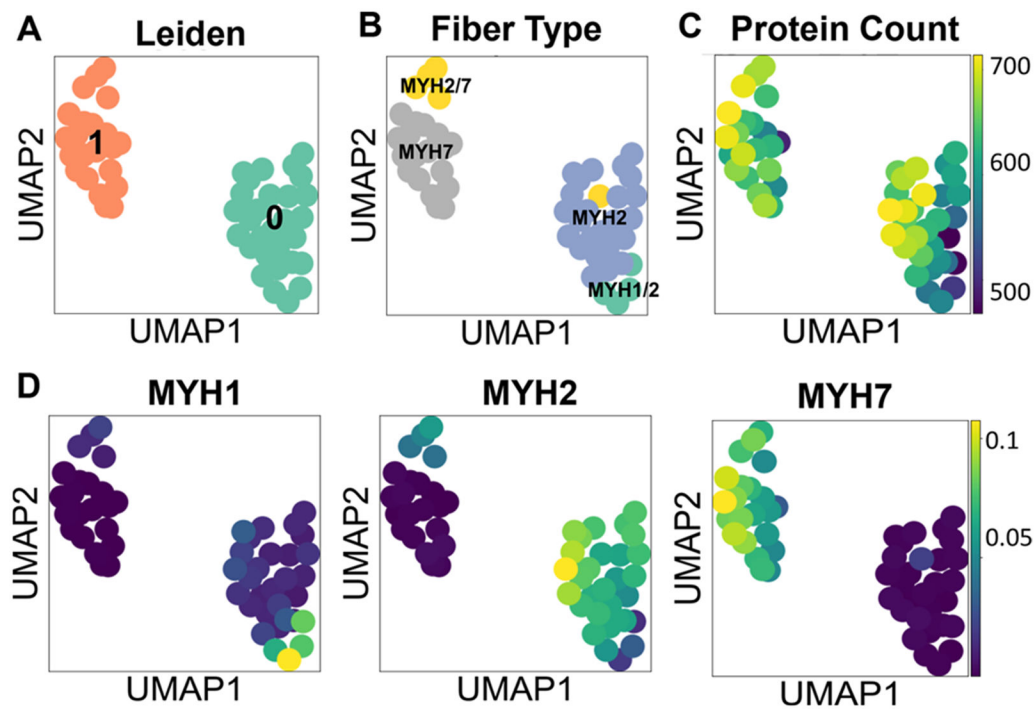 A Leiden
B Fiber Type
C Protein Count
1
0
UMAP2
UMAP1
MYH2/7
MYH7
MYH2
MYH1/2
UMAP2
UMAP1
700
600
500
UMAP2
UMAP1
D MYH1
MYH2
MYH7
UMAP2
UMAP1
UMAP2
UMAP1
0.1
0.05
UMAP2
UMAP1